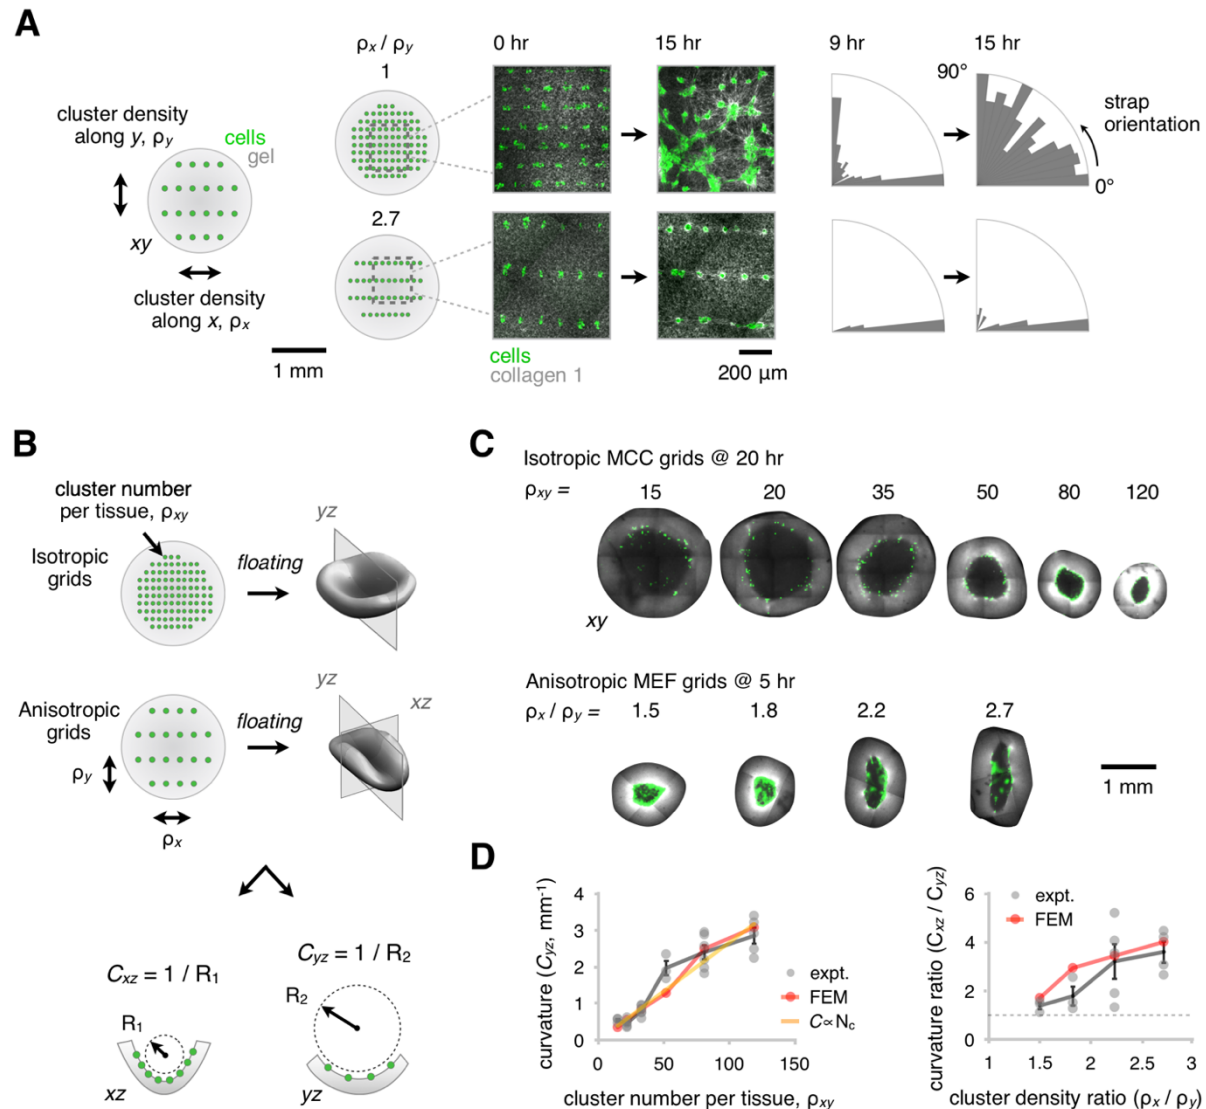 A
ρx / ρy
1
0 hr
15 hr
9 hr
15 hr
90°
strap
orientation
0°
cluster density
along y, ρy
cells
gel
xy
cluster density
along x, ρx
1 mm
2.7
cells
collagen 1
200 µm
B
cluster number
per tissue, ρxy
Isotropic
grids
floating
yz
Anisotropic
grids
ρy
ρx
floating
yz
xz
Cxz = 1 / R1
Cyz = 1 / R2
R1
R2
xz
yz
C
Isotropic MCC grids @ 20 hr
ρxy = 15 20 35 50 80 120
xy
Anisotropic MEF grids @ 5 hr
ρx / ρy = 1.5 1.8 2.2 2.7
1 mm
D
curvature (Cyz, mm-1)
4
3
2
1
0
0 50 100 150
cluster number per tissue, ρxy
expt.
FEM
C∝Nc
curvature ratio (Cxz / Cyz)
6
4
2
0
1 1.5 2 2.5 3
cluster density ratio (ρx / ρy)
expt.
FEM